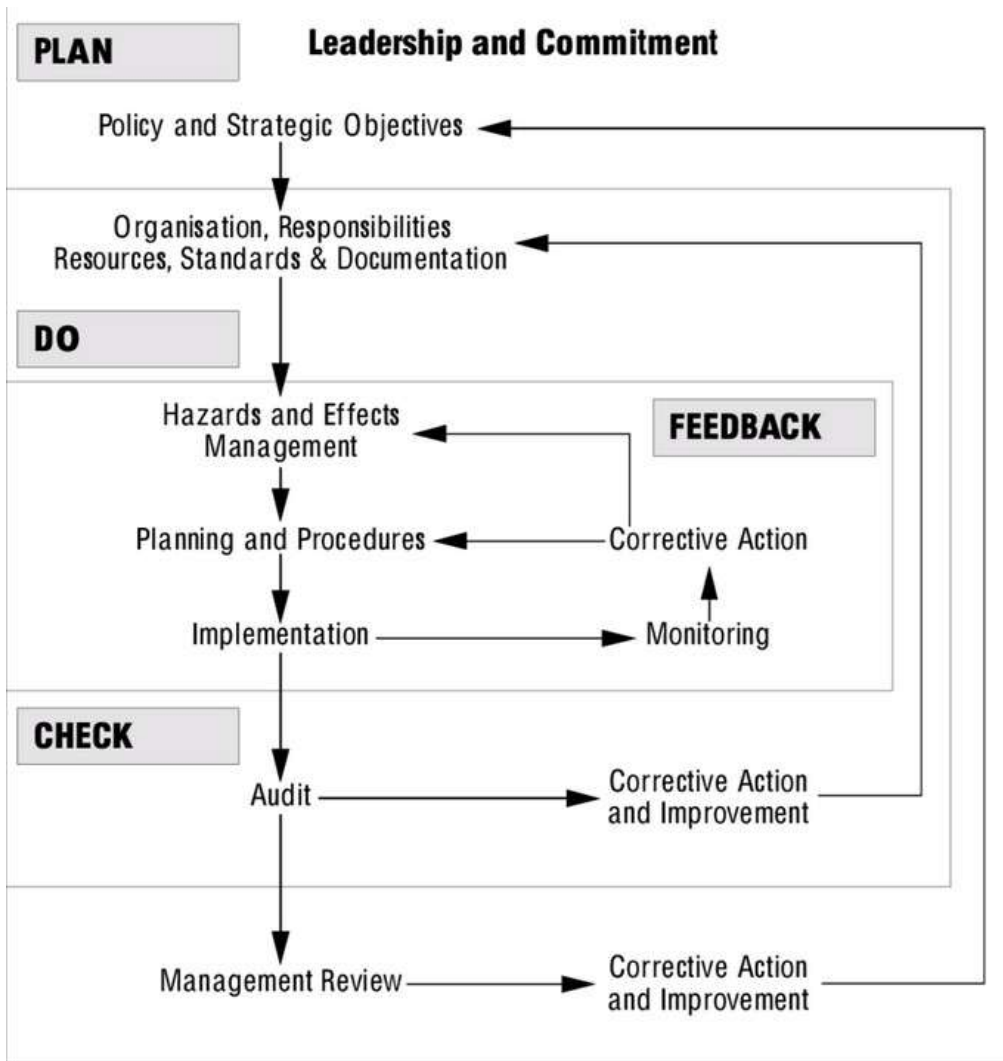 PLAN
Leadership and Commitment
Policy and Strategic Objectives
Organisation, Responsibilities
Resources, Standards & Documentation
DO
Hazards and Effects
Management
FEEDBACK
Planning and Procedures
Corrective Action
Implementation
Monitoring
CHECK
Audit
Corrective Action
and Improvement
Management Review
Corrective Action
and Improvement